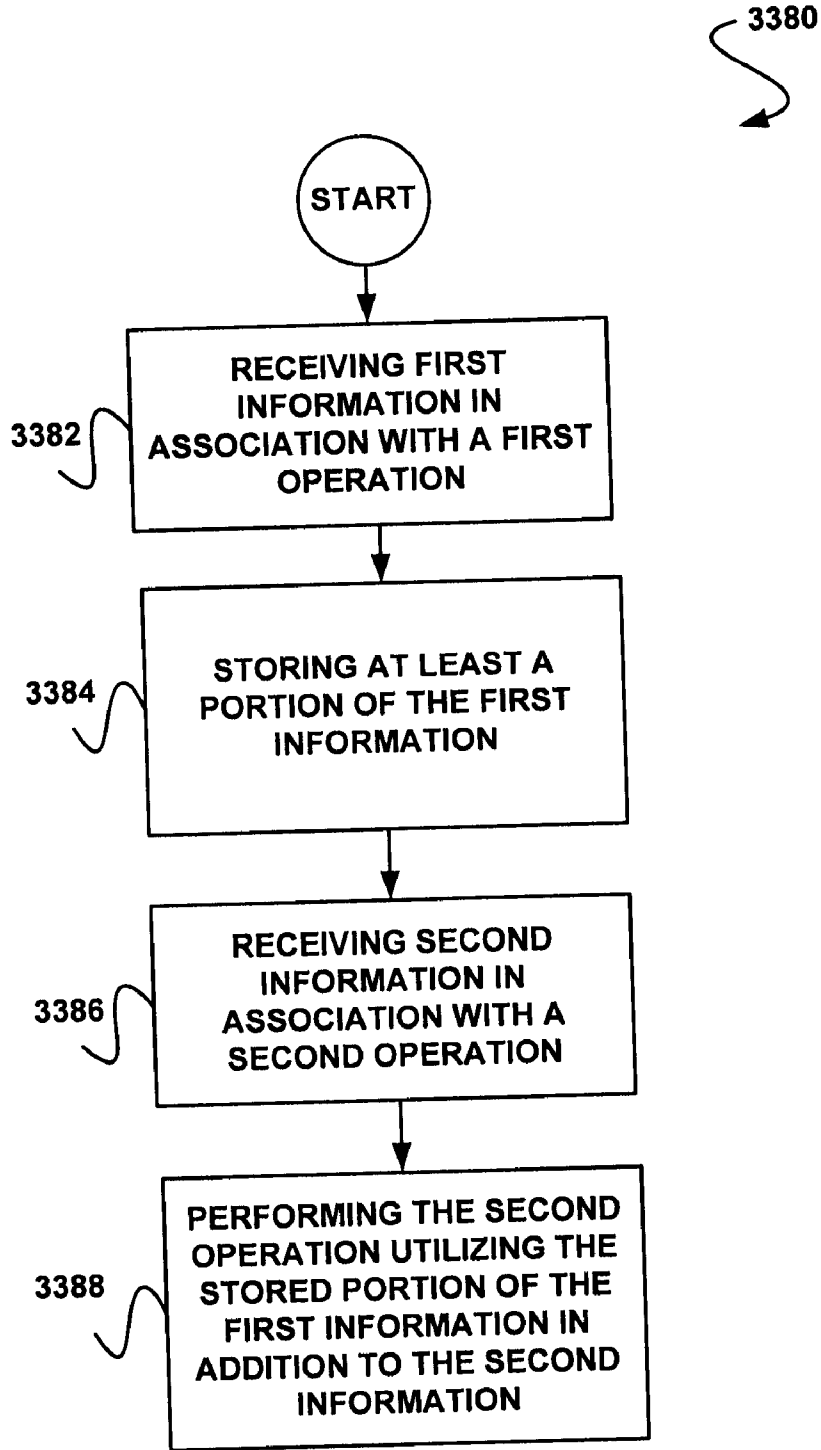 3380
START
RECEIVING FIRST
INFORMATION IN
ASSOCIATION WITH A FIRST
OPERATION
3382
STORING AT LEAST A
PORTION OF THE FIRST
INFORMATION
3384
RECEIVING SECOND
INFORMATION IN
ASSOCIATION WITH A
SECOND OPERATION
3386
PERFORMING THE SECOND
OPERATION UTILIZING THE
STORED PORTION OF THE
FIRST INFORMATION IN
ADDITION TO THE SECOND
INFORMATION
3388